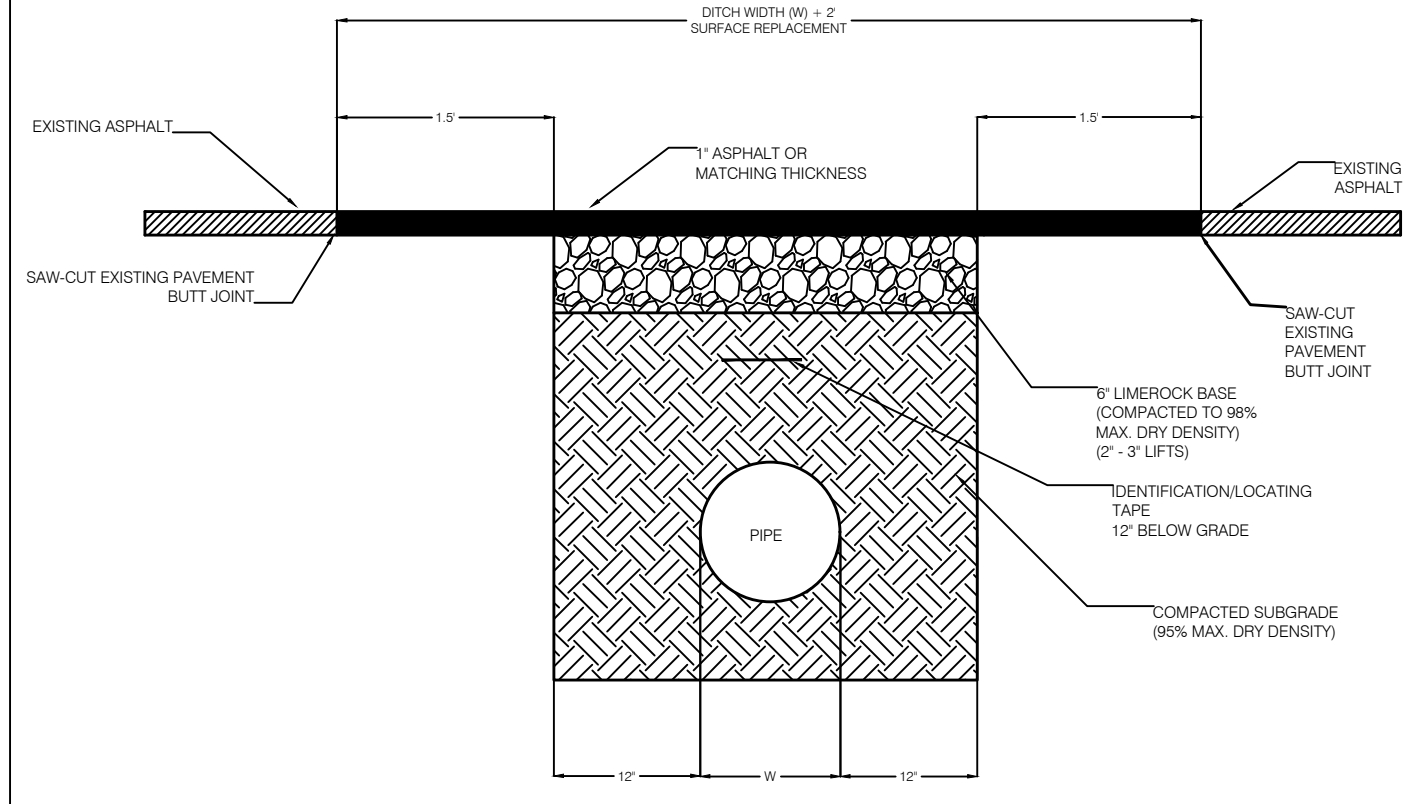 DITCH WIDTH (W) + 2'
SURFACE REPLACEMENT
1.5'
1.5'
EXISTING ASPHALT
1" ASPHALT OR
MATCHING THICKNESS
EXISTING
ASPHALT
SAW-CUT EXISTING PAVEMENT
BUTT JOINT
SAW-CUT
EXISTING
PAVEMENT
BUTT JOINT
6" LIMEROCK BASE
(COMPACTED TO 98%
MAX. DRY DENSITY)
(2" - 3" LIFTS)
IDENTIFICATION/LOCATING
TAPE
12" BELOW GRADE
PIPE
COMPACTED SUBGRADE
(95% MAX. DRY DENSITY)
12"
W
12"